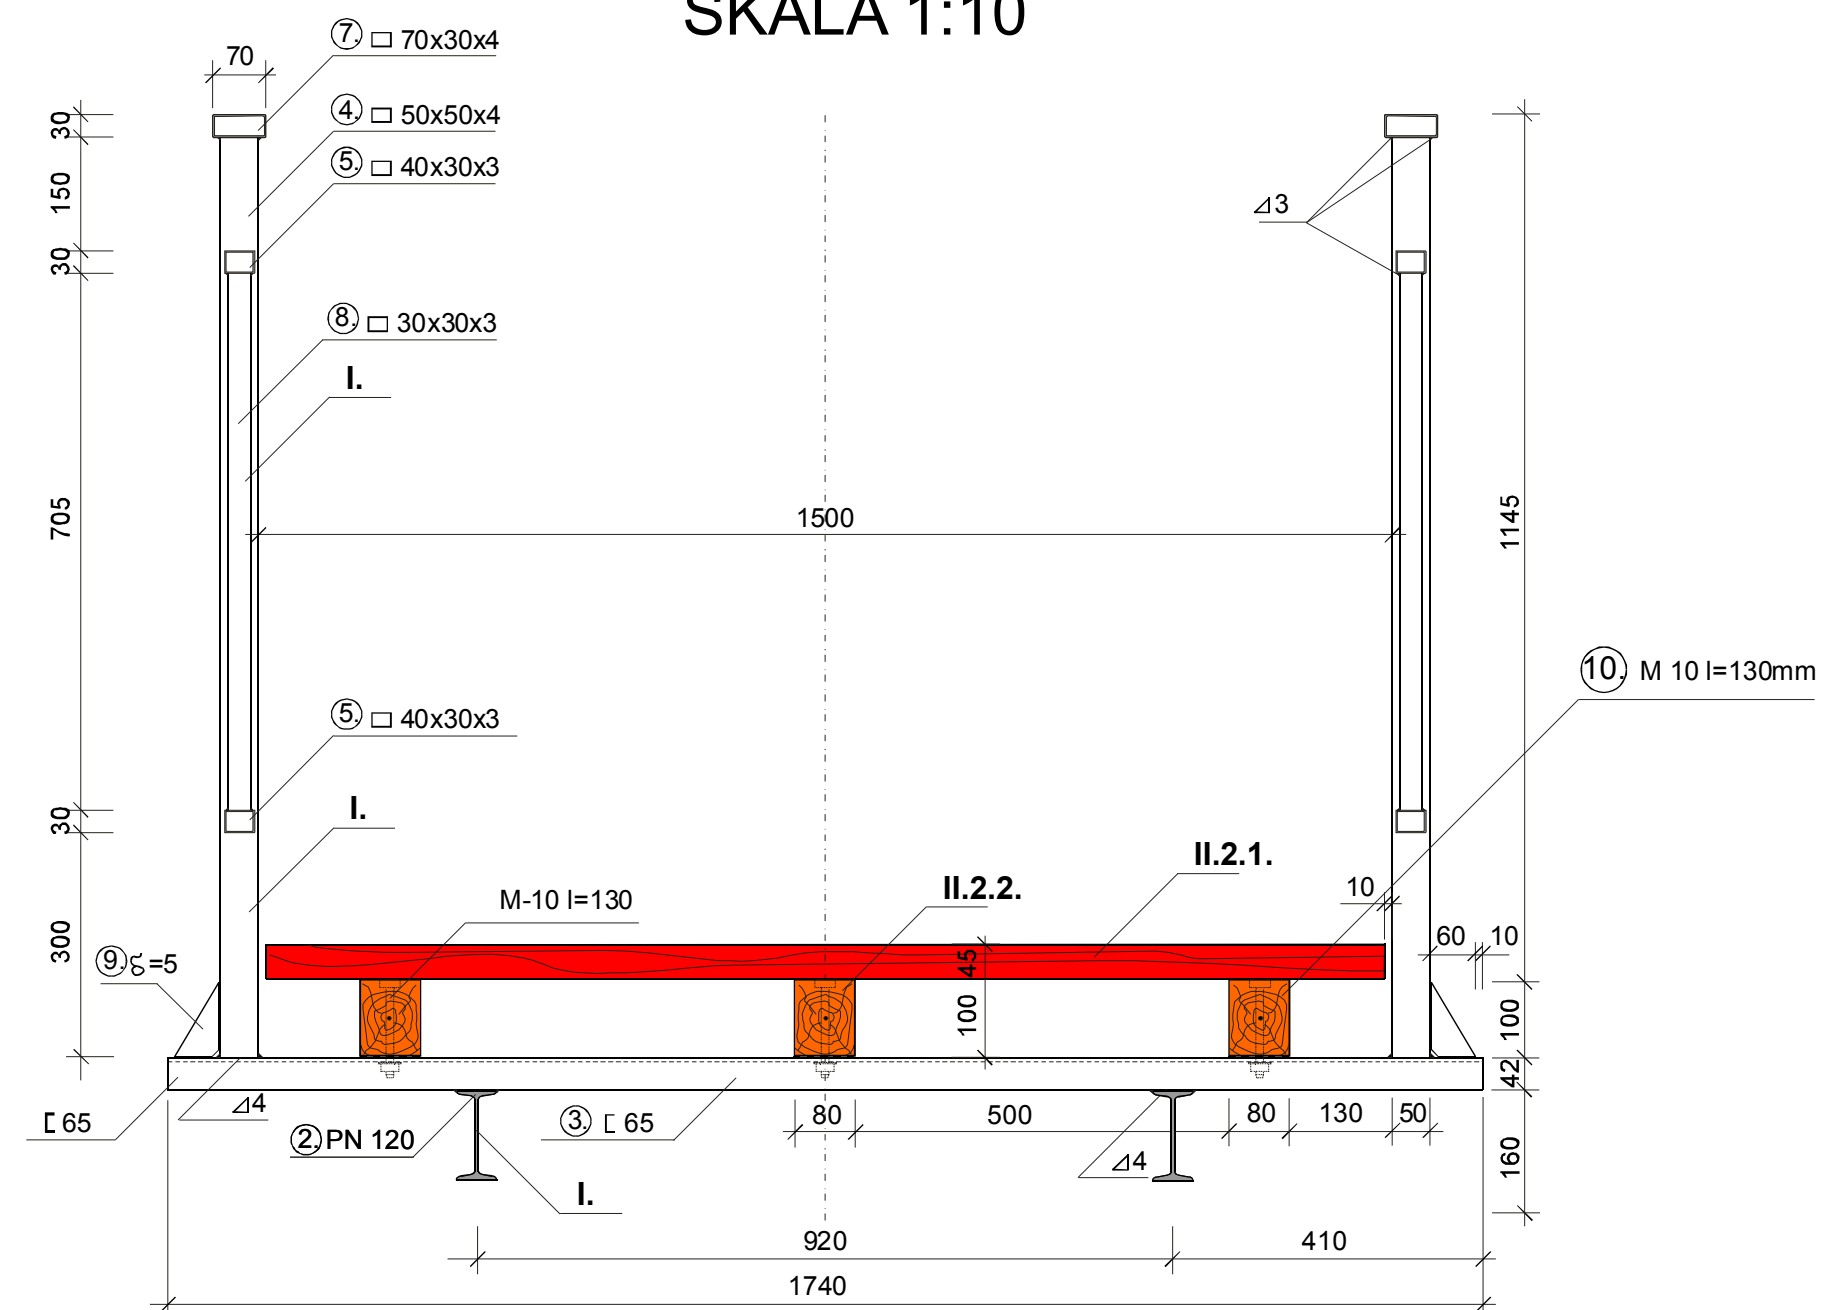 SKALA 1:10
7. □ 70x30x4
70
4. □ 50x50x4
30
5. □ 40x30x3
150
⊿3
30
8. □ 30x30x3
I.
705
1500
1145
10. M 10 l=130mm
5. □ 40x30x3
30
I.
II.2.1.
II.2.2.
10
M-10 l=130
300
45
60
10
9. δ=5
100
100
42
[ 65
⊿4
2. PN 120
3. [ 65
80
500
80
130
50
⊿4
160
I.
920
410
1740